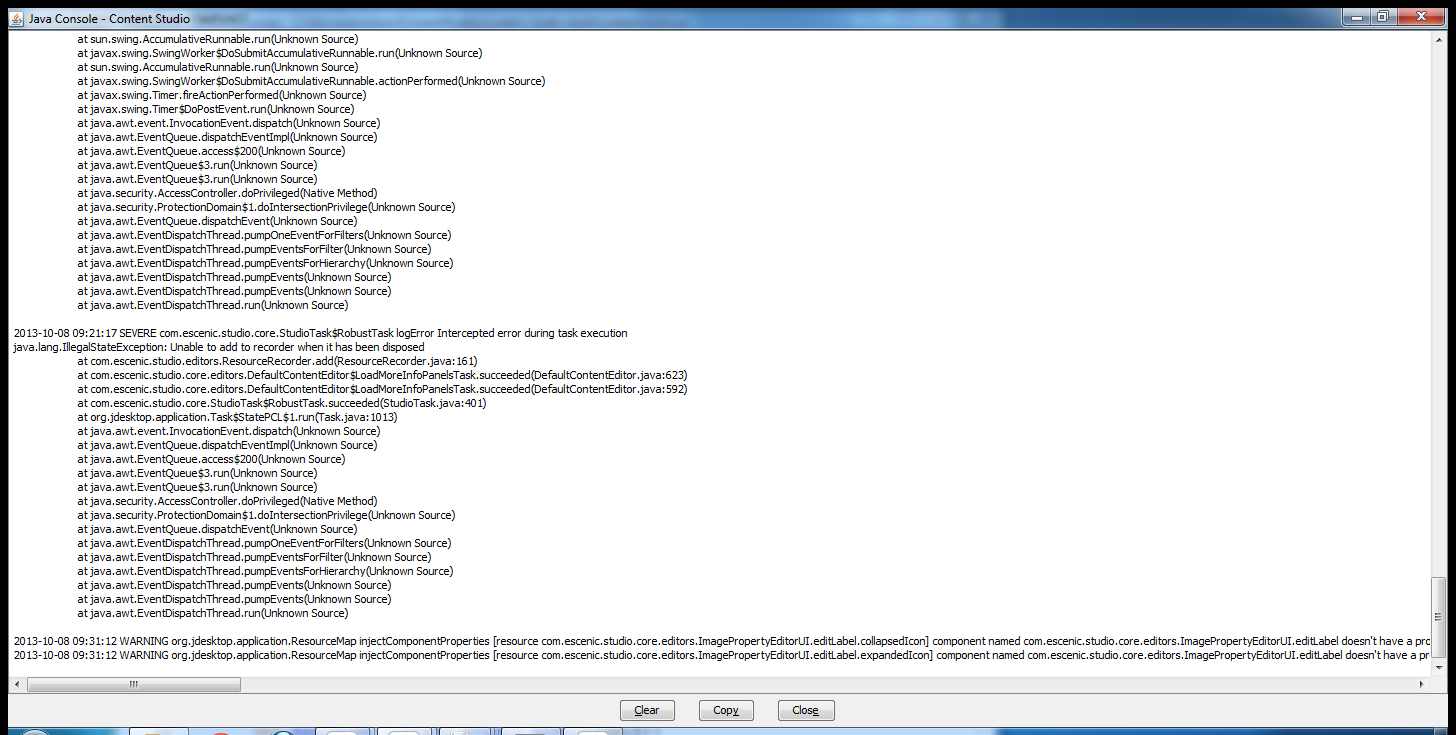 Java Console - Content Studio
at sun.swing.AccumulativeRunnable.run(Unknown Source)
at javax.swing.SwingWorker$DoSubmitAccumulativeRunnable.run(Unknown Source)
at sun.swing.AccumulativeRunnable.run(Unknown Source)
at javax.swing.SwingWorker$DoSubmitAccumulativeRunnable.actionPerformed(Unknown Source)
at javax.swing.Timer.fireActionPerformed(Unknown Source)
at javax.swing.Timer$DoPostEvent.run(Unknown Source)
at java.awt.event.InvocationEvent.dispatch(Unknown Source)
at java.awt.EventQueue.dispatchEventImpl(Unknown Source)
at java.awt.EventQueue.access$200(Unknown Source)
at java.awt.EventQueue$3.run(Unknown Source)
at java.awt.EventQueue$3.run(Unknown Source)
at java.security.AccessController.doPrivileged(Native Method)
at java.security.ProtectionDomain$1.doIntersectionPrivilege(Unknown Source)
at java.awt.EventQueue.dispatchEvent(Unknown Source)
at java.awt.EventDispatchThread.pumpOneEventForFilters(Unknown Source)
at java.awt.EventDispatchThread.pumpEventsForFilter(Unknown Source)
at java.awt.EventDispatchThread.pumpEventsForHierarchy(Unknown Source)
at java.awt.EventDispatchThread.pumpEvents(Unknown Source)
at java.awt.EventDispatchThread.pumpEvents(Unknown Source)
at java.awt.EventDispatchThread.run(Unknown Source)
2013-10-08 09:21:17 SEVERE com.escenic.studio.core.StudioTask$RobustTask logError Intercepted error during task execution
java.lang.IllegalStateException: Unable to add to recorder when it has been disposed
at com.escenic.studio.editors.ResourceRecorder.add(ResourceRecorder.java:161)
at com.escenic.studio.core.editors.DefaultContentEditor$LoadMoreInfoPanelsTask.succeeded(DefaultContentEditor.java:623)
at com.escenic.studio.core.editors.DefaultContentEditor$LoadMoreInfoPanelsTask.succeeded(DefaultContentEditor.java:592)
at com.escenic.studio.core.StudioTask$RobustTask.succeeded(StudioTask.java:401)
at org.jdesktop.application.Task$StatePCL$1.run(Task.java:1013)
at java.awt.event.InvocationEvent.dispatch(Unknown Source)
at java.awt.EventQueue.dispatchEventImpl(Unknown Source)
at java.awt.EventQueue.access$200(Unknown Source)
at java.awt.EventQueue$3.run(Unknown Source)
at java.awt.EventQueue$3.run(Unknown Source)
at java.security.AccessController.doPrivileged(Native Method)
at java.security.ProtectionDomain$1.doIntersectionPrivilege(Unknown Source)
at java.awt.EventQueue.dispatchEvent(Unknown Source)
at java.awt.EventDispatchThread.pumpOneEventForFilters(Unknown Source)
at java.awt.EventDispatchThread.pumpEventsForFilter(Unknown Source)
at java.awt.EventDispatchThread.pumpEventsForHierarchy(Unknown Source)
at java.awt.EventDispatchThread.pumpEvents(Unknown Source)
at java.awt.EventDispatchThread.pumpEvents(Unknown Source)
at java.awt.EventDispatchThread.run(Unknown Source)
2013-10-08 09:31:12 WARNING org.jdesktop.application.ResourceMap injectComponentProperties [resource com.escenic.studio.core.editors.ImagePropertyEditorUI.editLabel.collapsedIcon] component named com.escenic.studio.core.editors.ImagePropertyEditorUI.editLabel doesn't have a pro
2013-10-08 09:31:12 WARNING org.jdesktop.application.ResourceMap injectComponentProperties [resource com.escenic.studio.core.editors.ImagePropertyEditorUI.editLabel.expandedIcon] component named com.escenic.studio.core.editors.ImagePropertyEditorUI.editLabel doesn't have a pr
Clear Copy Close